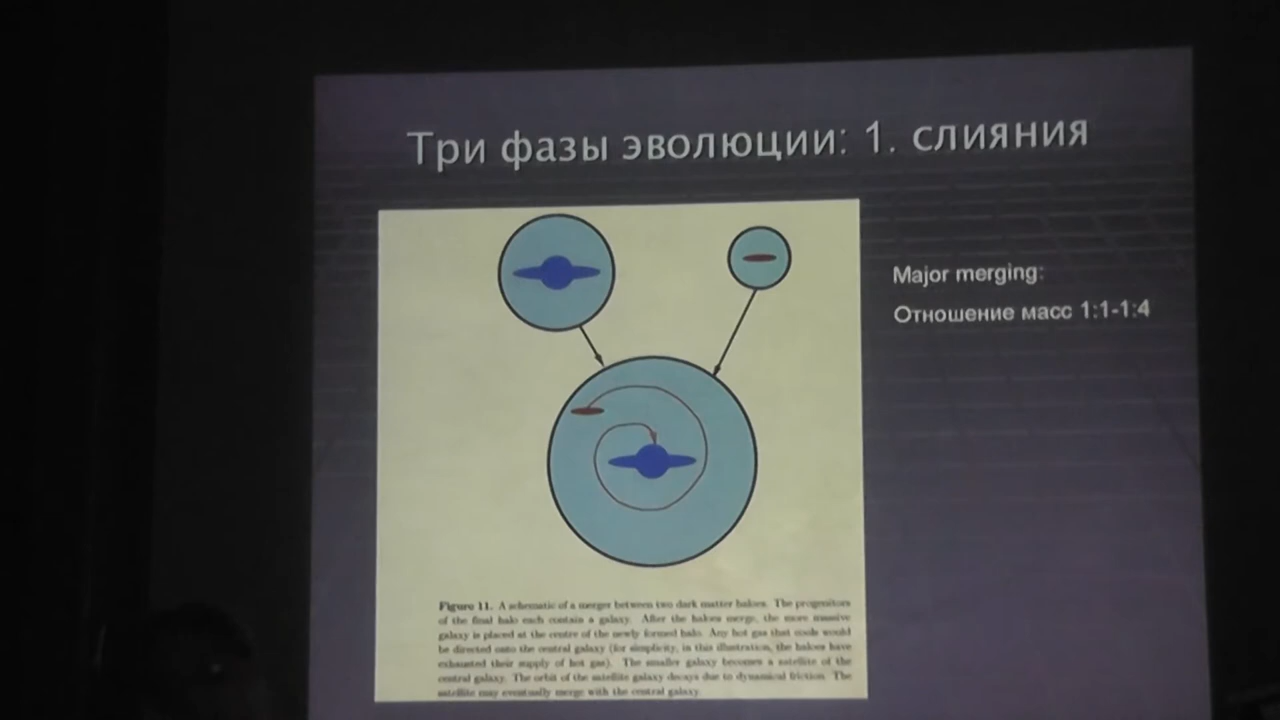 Три фазы эволюции: 1. слияния
Major merging:
Отношение масс 1:1-1:4
Figure 11. A schematic of a merger between two dark matter haloes. The progenitors
of the final halo each contain a galaxy. After the haloes merge, the more massive
galaxy is placed at the centre of the newly formed halo. Any hot gas that cools would
be directed onto the central galaxy (for simplicity, in this illustration, the haloes have
exhausted their supply of hot gas). The smaller galaxy becomes a satellite of the
central galaxy. The orbit of the satellite galaxy decays due to dynamical friction. The
satellite may eventually merge with the central galaxy.